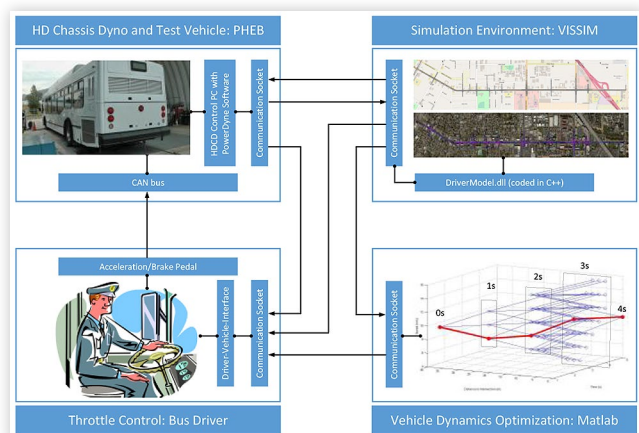 HD Chassis Dyno and Test Vehicle: PHEB
Simulation Environment: VISSIM
HDCD Control PC with
PowerDyne Software
Communication Socket
CAN bus
Communication Socket
DriverModel.dll (coded in C++)
Acceleration/Brake Pedal
Driver-Vehicle-Interface
Communication Socket
Communication Socket
0s
1s
2s
3s
4s
Throttle Control: Bus Driver
Vehicle Dynamics Optimization: Matlab